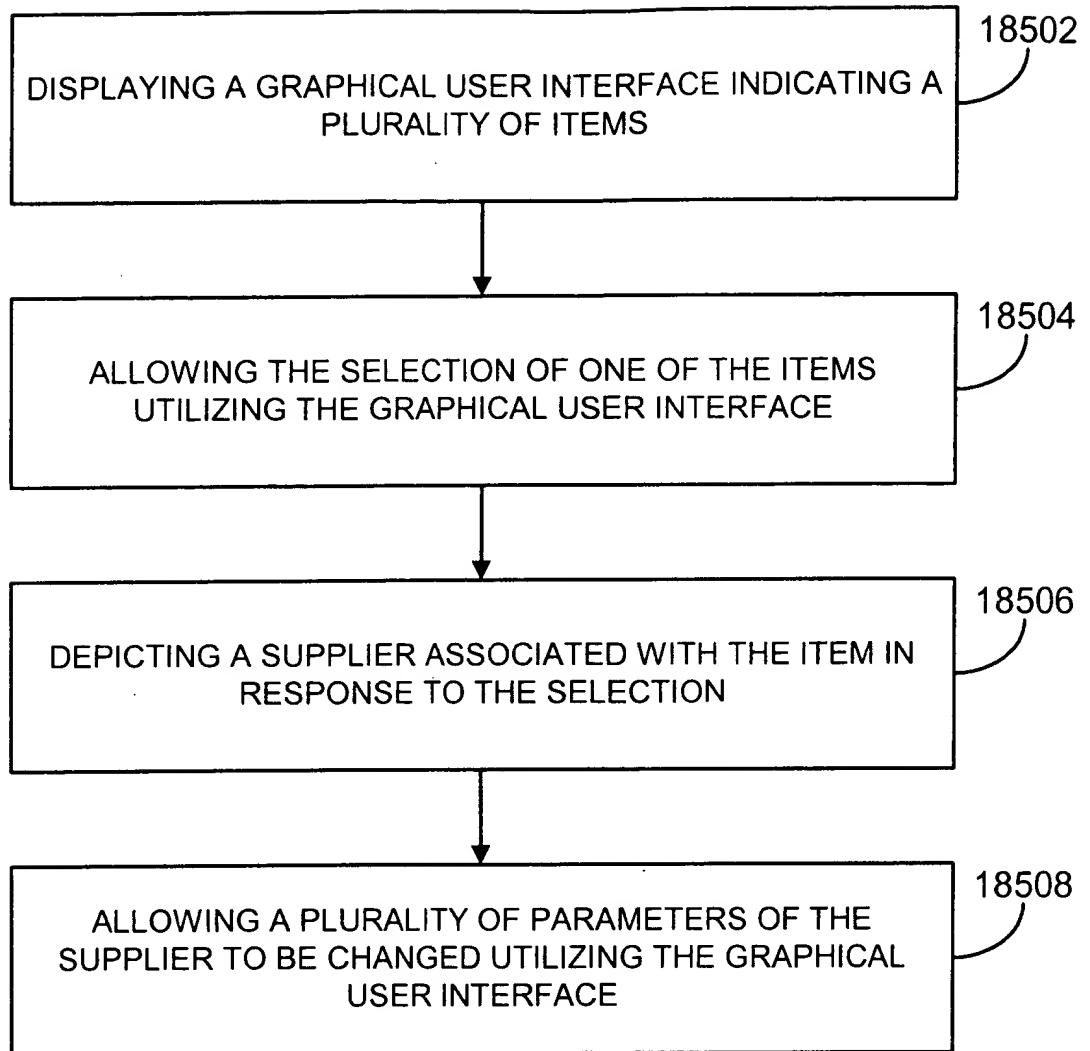 18502
DISPLAYING A GRAPHICAL USER INTERFACE INDICATING A
PLURALITY OF ITEMS
18504
ALLOWING THE SELECTION OF ONE OF THE ITEMS
UTILIZING THE GRAPHICAL USER INTERFACE
18506
DEPICTING A SUPPLIER ASSOCIATED WITH THE ITEM IN
RESPONSE TO THE SELECTION
18508
ALLOWING A PLURALITY OF PARAMETERS OF THE
SUPPLIER TO BE CHANGED UTILIZING THE GRAPHICAL
USER INTERFACE